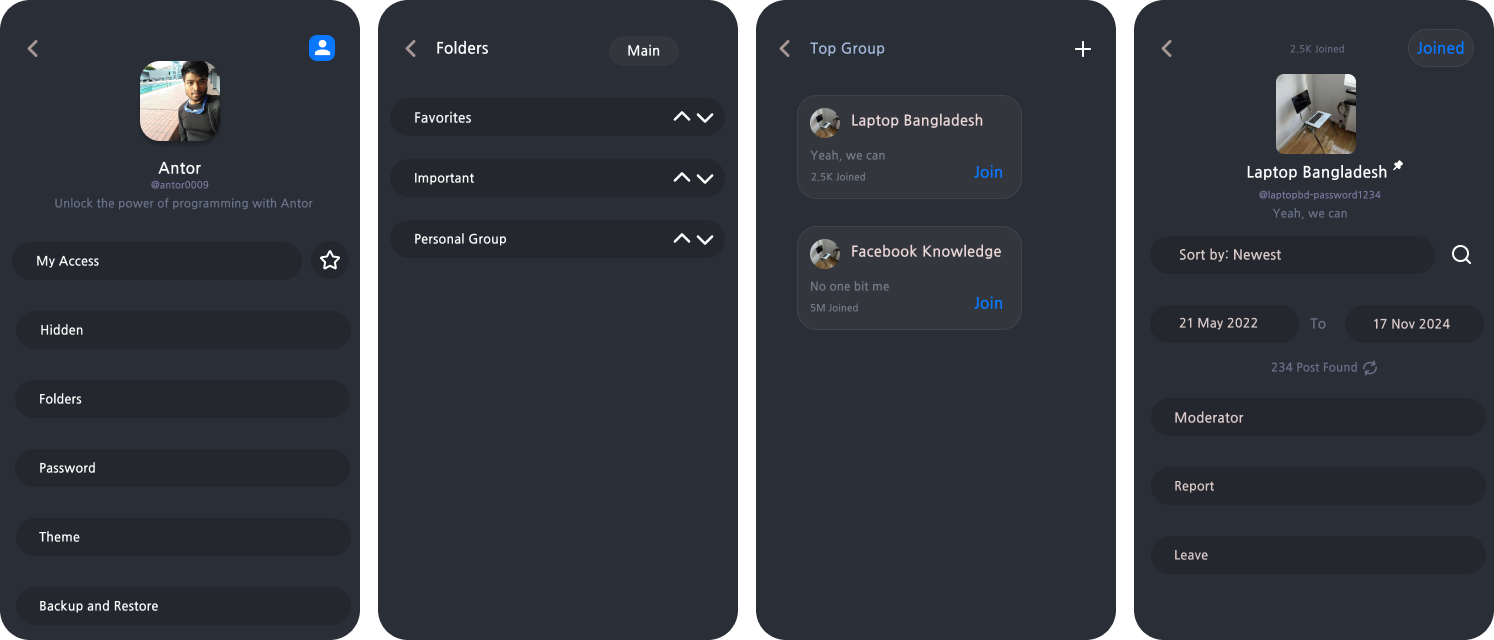 Antor
@antor0009
Unlock the power of programming with Antor
My Access
Hidden
Folders
Password
Theme
Backup and Restore
Folders
Main
Favorites
Important
Personal Group
Top Group
Laptop Bangladesh
Yeah, we can
2.5K Joined
Join
Facebook Knowledge
No one bit me
5M Joined
Join
2.5K Joined
Joined
Laptop Bangladesh
@laptopbd-password1234
Yeah, we can
Sort by: Newest
21 May 2022
To
17 Nov 2024
234 Post Found
Moderator
Report
Leave